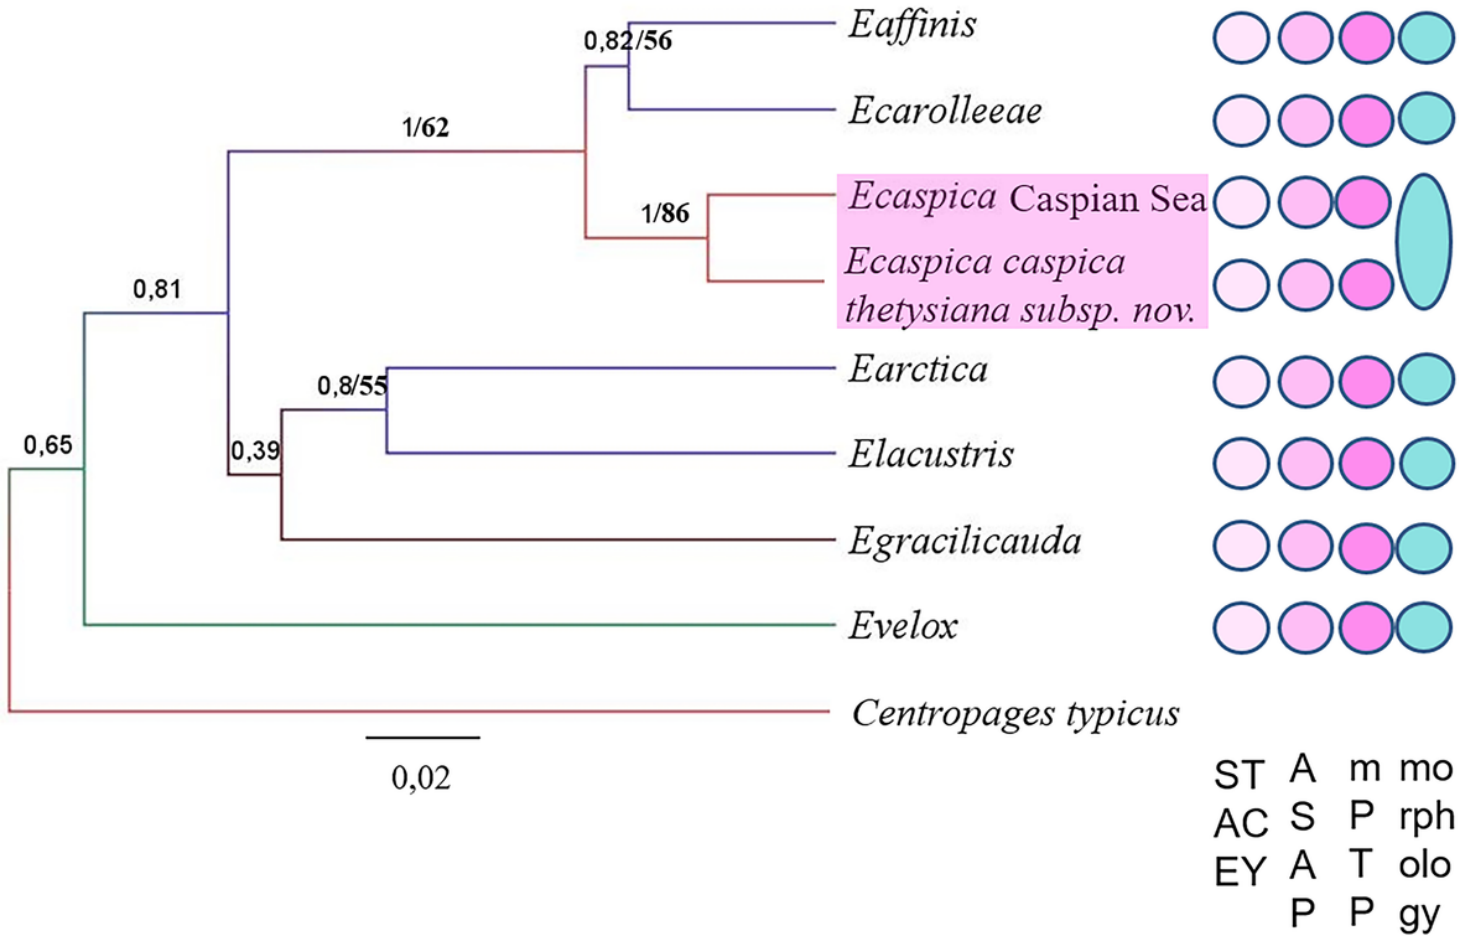 Eaffinis
0,82/56
Ecarolleeae
1/62
Ecaspica Caspian Sea
1/86
Ecaspica caspica
thetysiana subsp. nov.
0,81
Earctica
0,8/55
0,65
0,39
Elacustris
Egracilicauda
Evelox
Centropages typicus
0,02
ST A m mo
AC S P rph
EY A T olo
P P gy